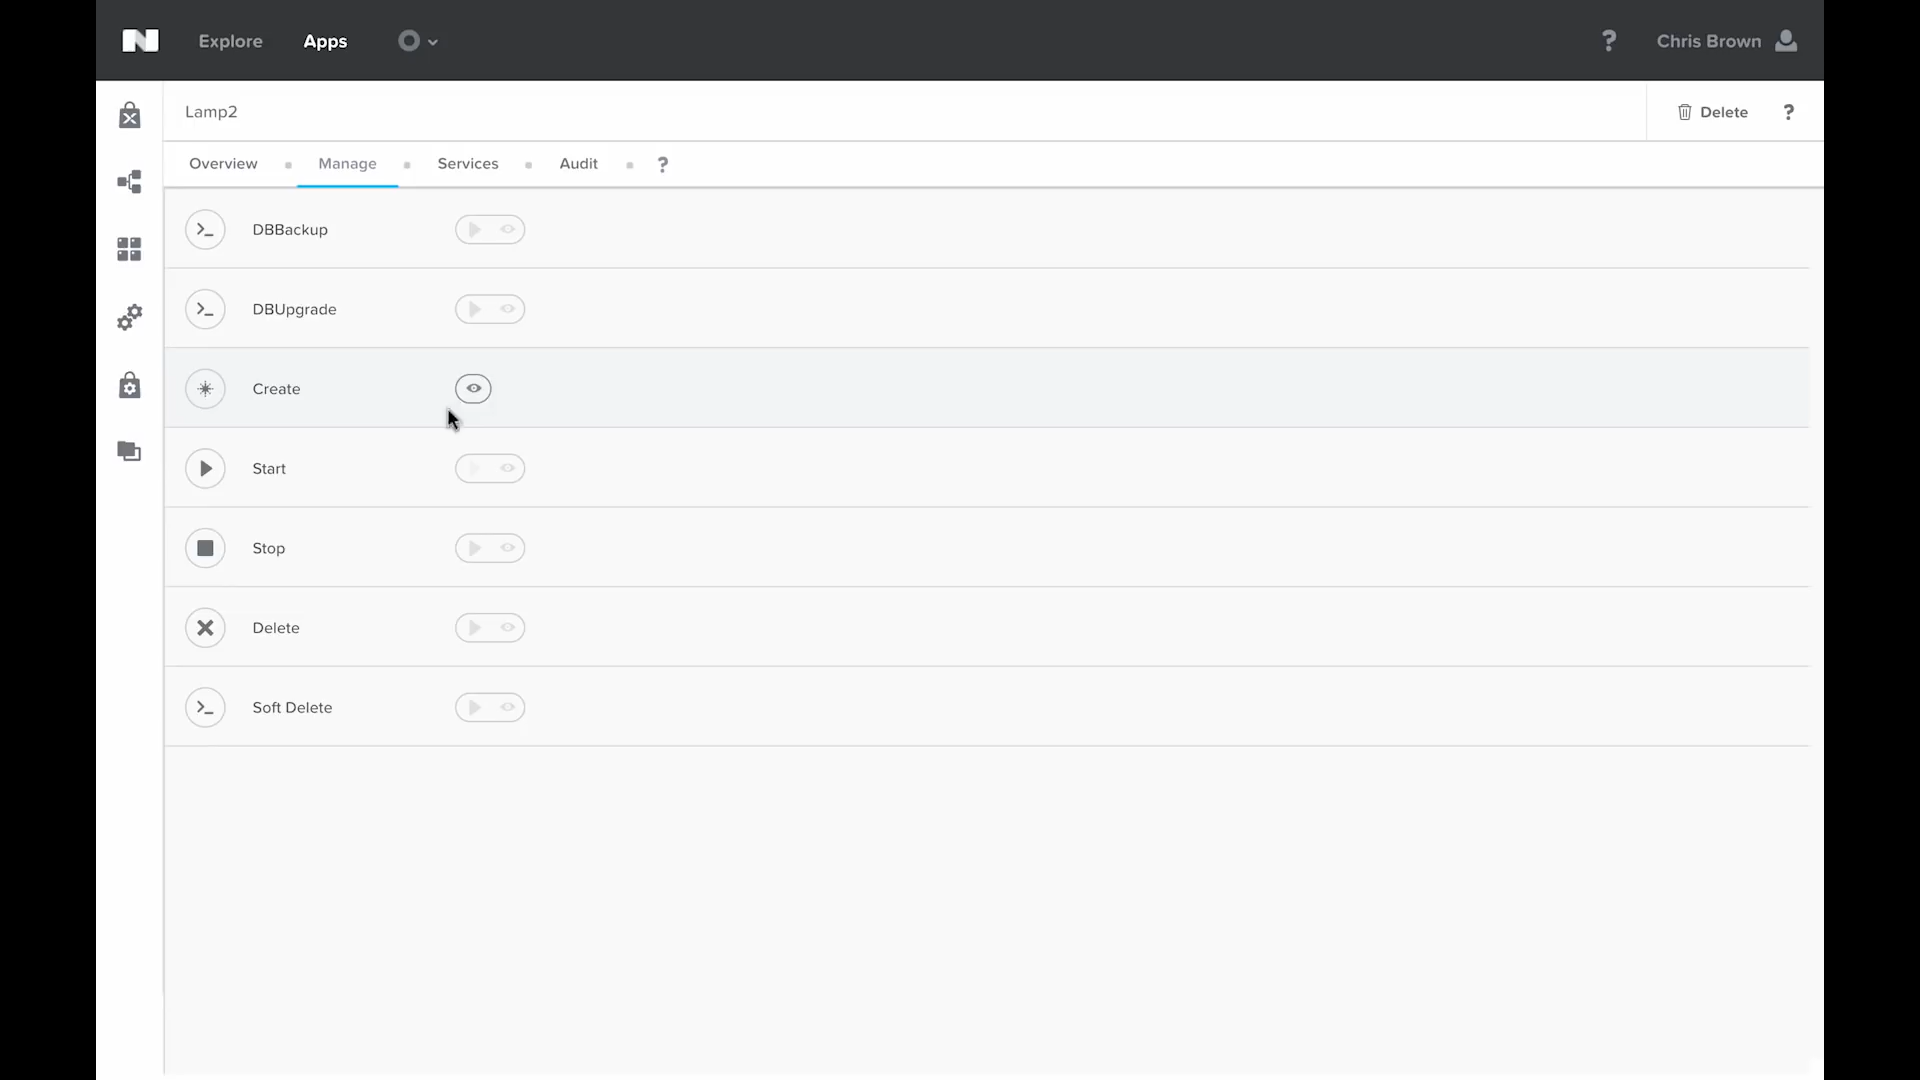 Explore Apps ? Chris Brown
Lamp2 Delete ?
Overview Manage Services Audit ?
DBBackup
DBUpgrade
Create
Start
Stop
Delete
Soft Delete